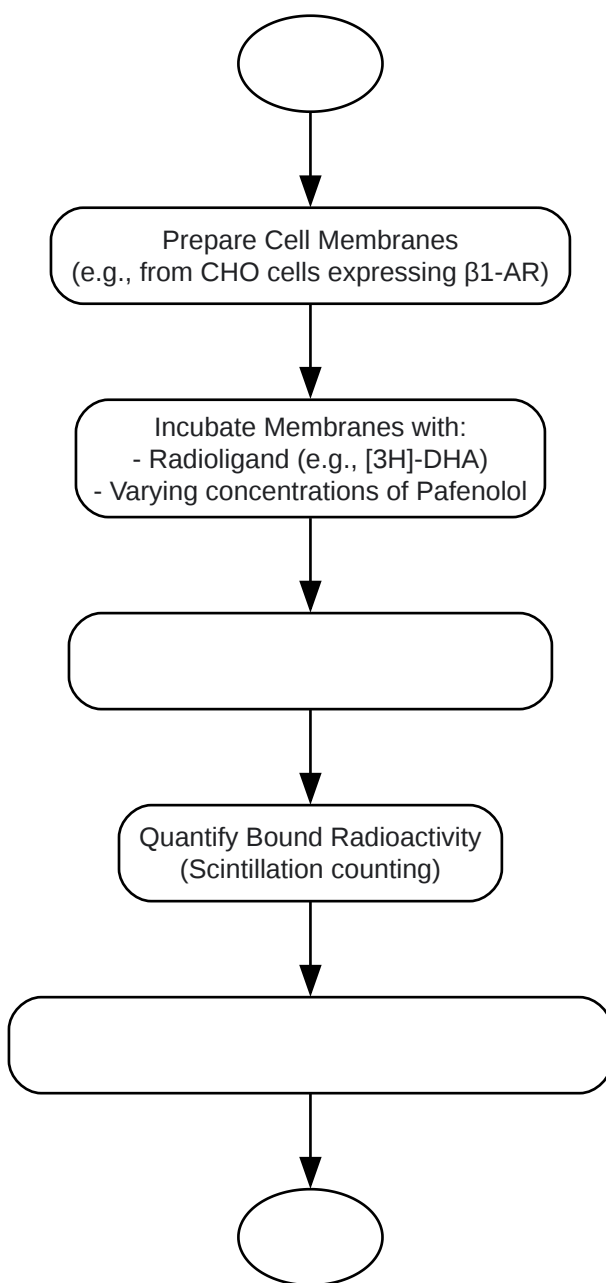 Prepare Cell Membranes
(e.g., from CHO cells expressing β1-AR)
Incubate Membranes with:
- Radioligand (e.g., [3H]-DHA)
- Varying concentrations of Pafenolol
Quantify Bound Radioactivity
(Scintillation counting)